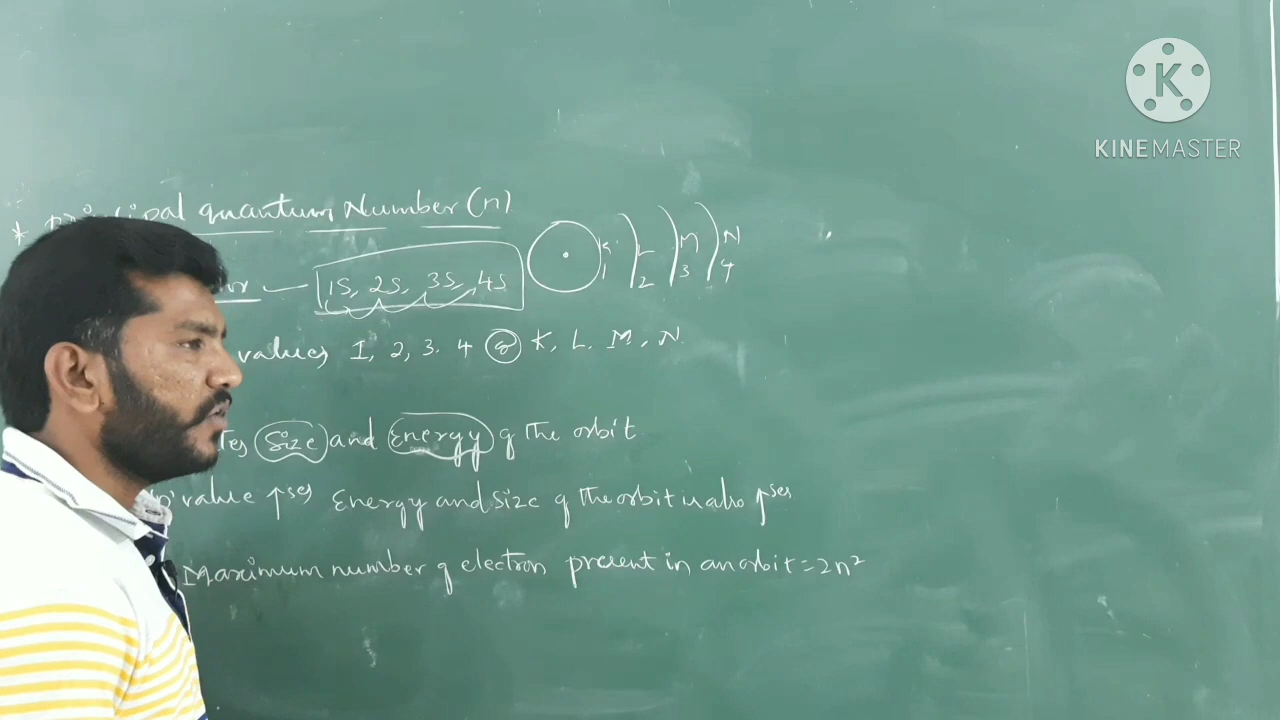 K
KINEMASTER
* Principal quantum Number (n)
K L M N
1 2 3 4
1s, 2s, 3s, 4s
values 1, 2, 3. 4 or K, L. M, N.
Size and Energy of the orbit
value ↑ses Energy and size of the orbit is also ↑ses
Maximum number of electron present in an orbit = 2n²